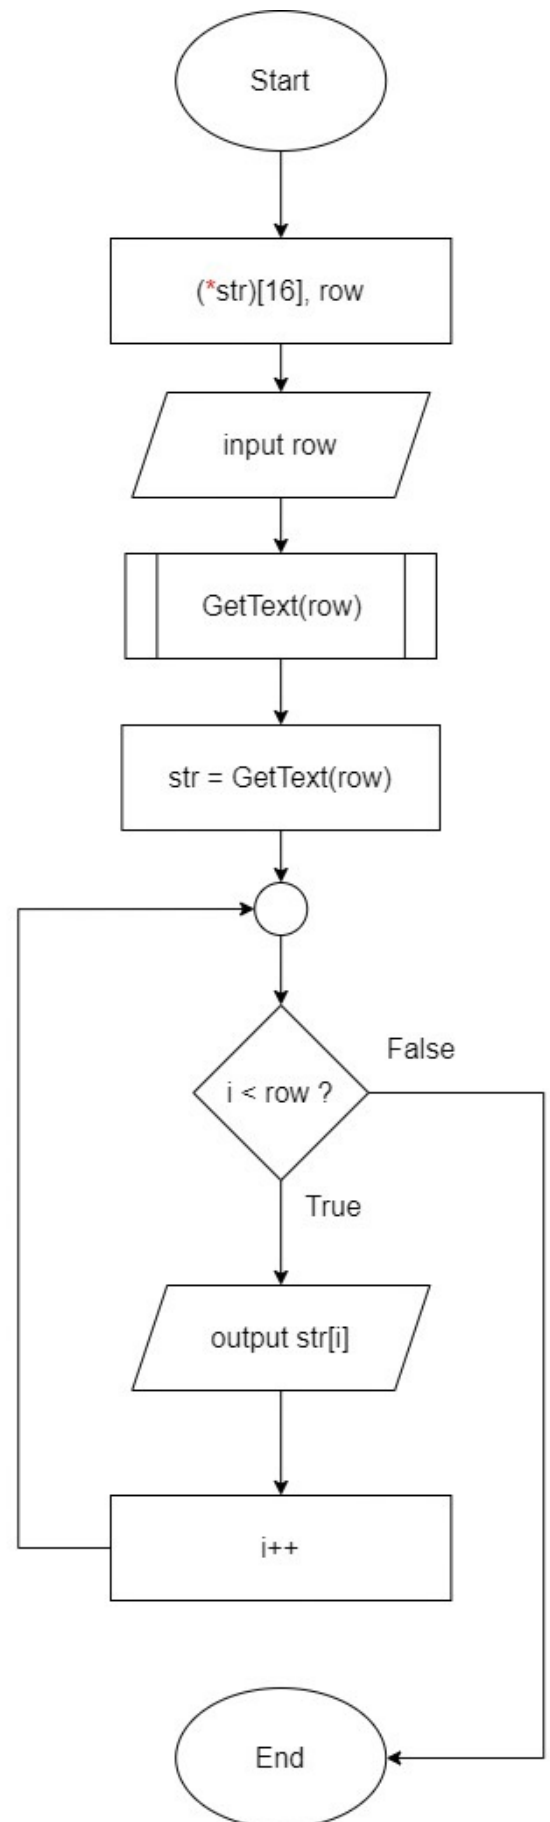 Start
(*str)[16], row
input row
GetText(row)
str = GetText(row)
False
i < row ?
True
output str[i]
i++
End